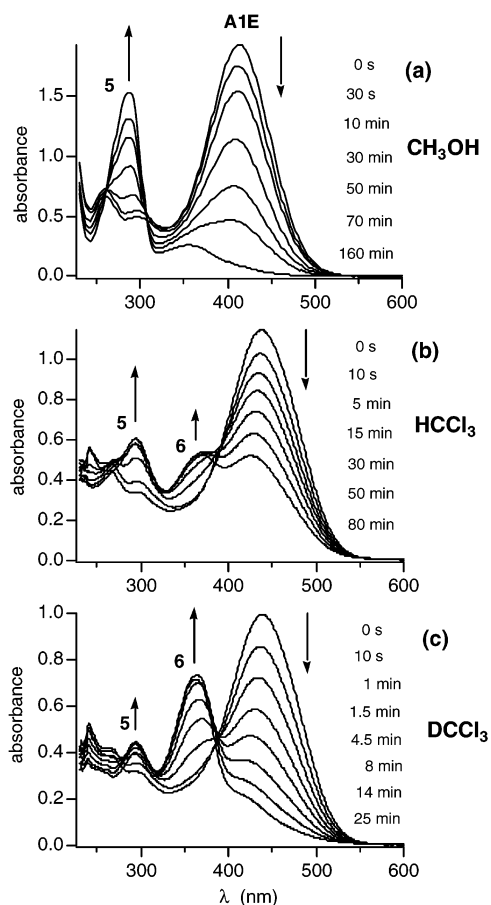 A1E
(a)
5
CH3OH
0 s
30 s
10 min
30 min
50 min
70 min
160 min
absorbance
1.5
1.0
0.5
0.0
300
400
500
600
(b)
5
6
HCCl3
0 s
10 s
5 min
15 min
30 min
50 min
80 min
absorbance
1.0
0.8
0.6
0.4
0.2
0.0
300
400
500
600
(c)
5
6
DCCl3
0 s
10 s
1 min
1.5 min
4.5 min
8 min
14 min
25 min
absorbance
1.0
0.8
0.6
0.4
0.2
0.0
300
400
500
600
λ (nm)